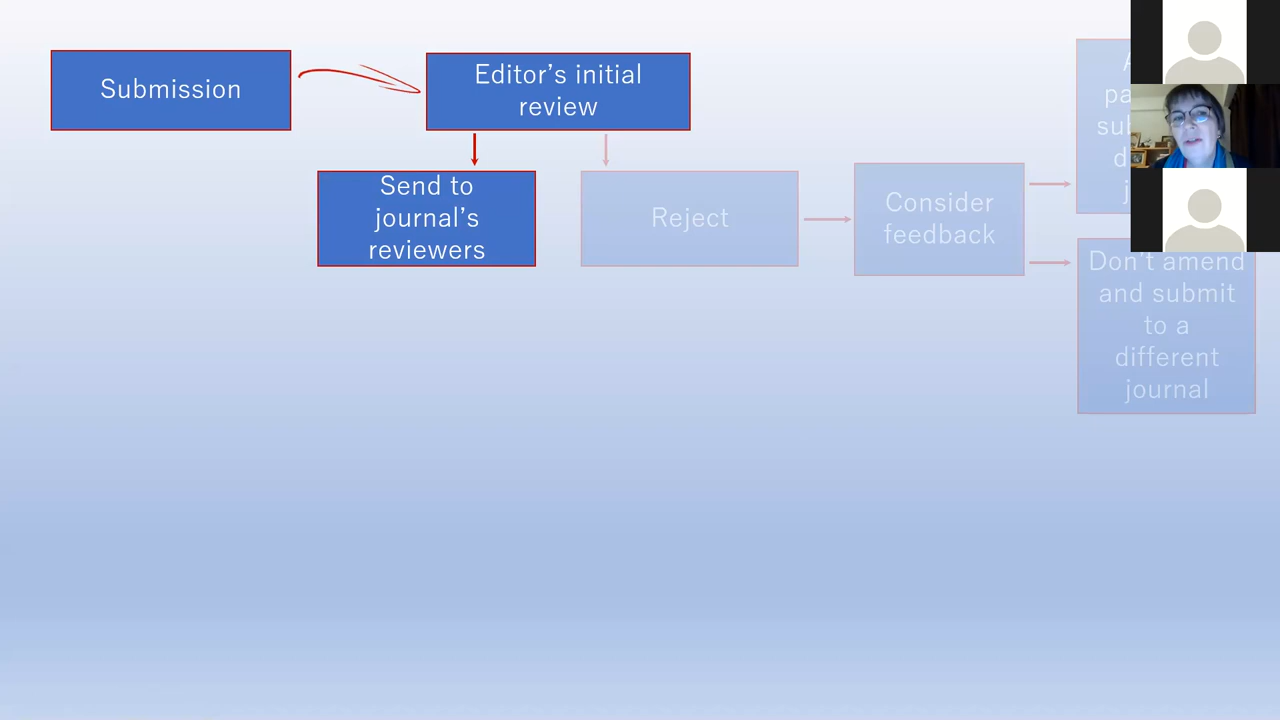 Submission
Editor’s initial
review
Send to
journal’s
reviewers
Reject
Consider
feedback
Don't amend
and submit
to a
different
journal